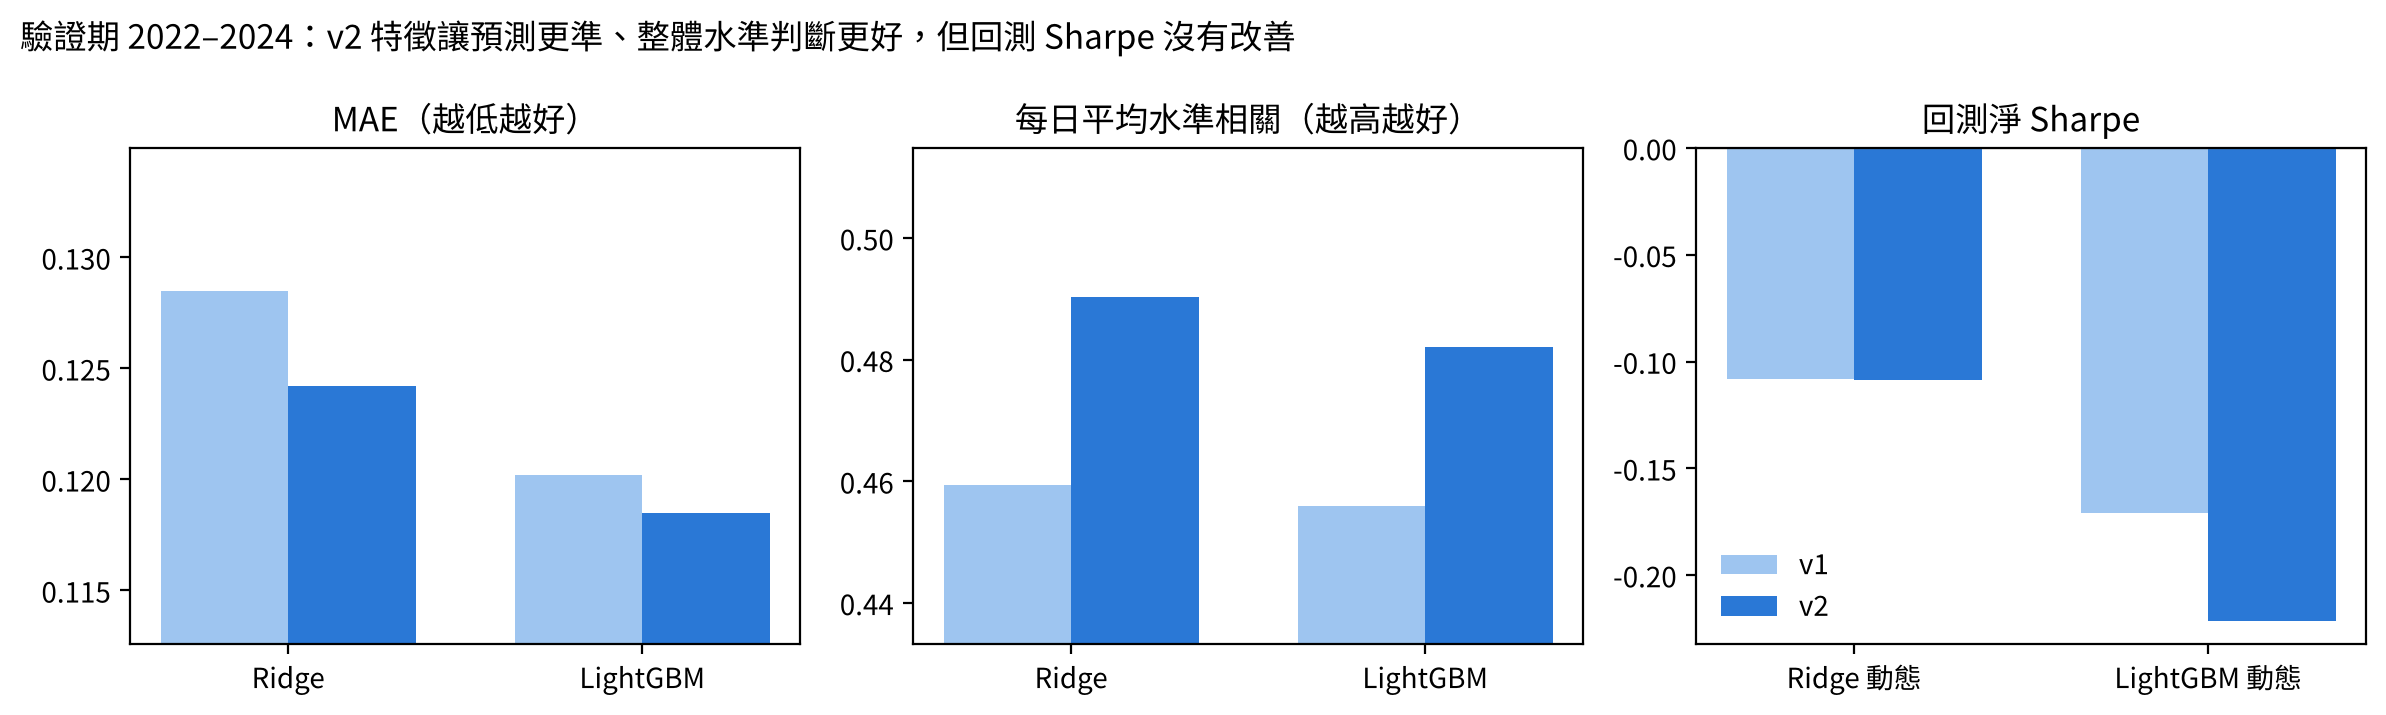 驗證期 2022–2024：v2 特徵讓預測更準、整體水準判斷更好，但回測 Sharpe 沒有改善
MAE（越低越好）
0.130
0.125
0.120
0.115
Ridge
LightGBM
每日平均水準相關（越高越好）
0.50
0.48
0.46
0.44
Ridge
LightGBM
回測淨 Sharpe
0.00
-0.05
-0.10
-0.15
-0.20
v1
v2
Ridge 動態
LightGBM 動態